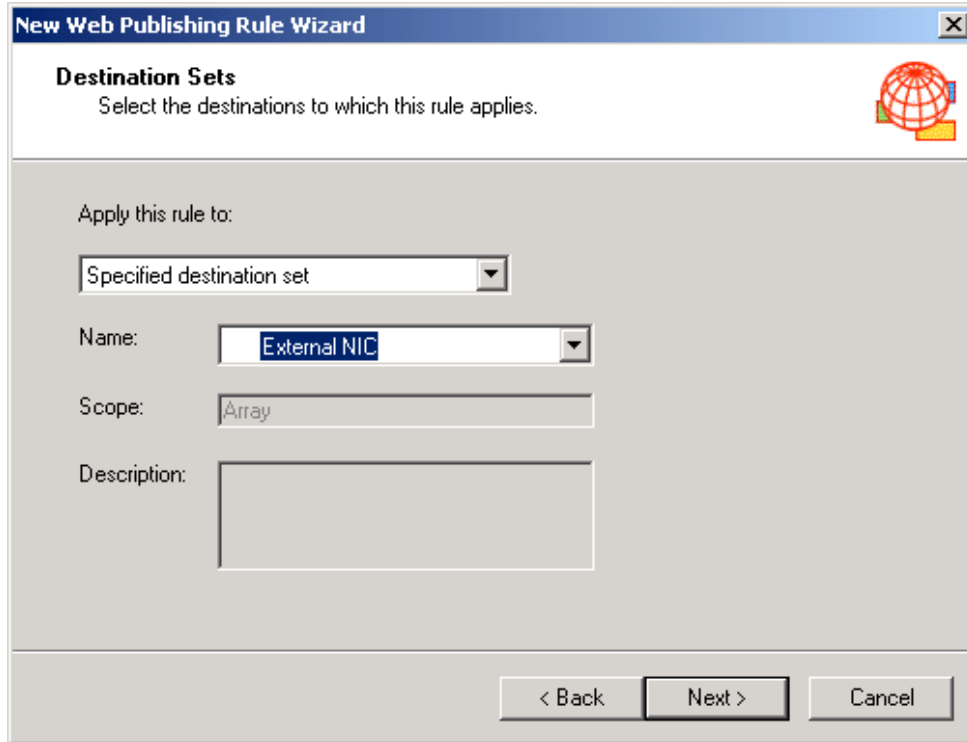 New Web Publishing Rule Wizard
Destination Sets
Select the destinations to which this rule applies.
Apply this rule to:
Specified destination set
Name:
External NIC
Scope:
Array
Description:
< Back
Next >
Cancel